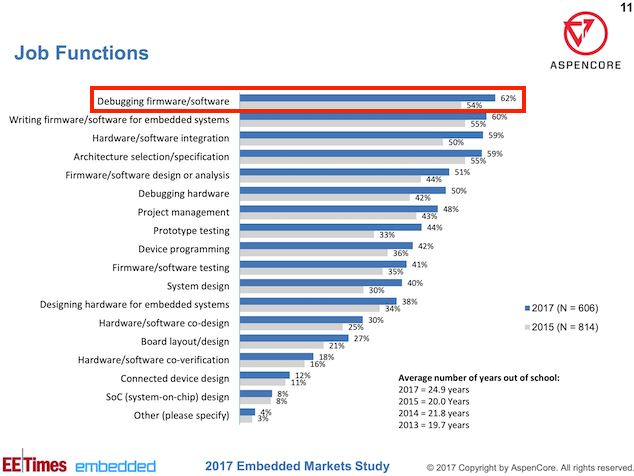 11
ASPENCORE
Job Functions
Debugging firmware/software 62% 54%
Writing firmware/software for embedded systems 60% 55%
Hardware/software integration 59% 50%
Architecture selection/specification 59% 55%
Firmware/software design or analysis 51% 44%
Debugging hardware 50% 42%
Project management 48% 43%
Prototype testing 44% 33%
Device programming 42% 36%
Firmware/software testing 41% 35%
System design 40% 30%
Designing hardware for embedded systems 38% 34%
Hardware/software co-design 30% 25%
Board layout/design 27% 21%
Hardware/software co-verification 18% 16%
Connected device design 12% 11%
SoC (system-on-chip) design 8% 8%
Other (please specify) 4% 3%
2017 (N = 606)
2015 (N = 814)
Average number of years out of school:
2017 = 24.9 years
2015 = 20.0 Years
2014 = 21.8 years
2013 = 19.7 years
EETimes embedded 2017 Embedded Markets Study © 2017 Copyright by AspenCore. All rights reserved.